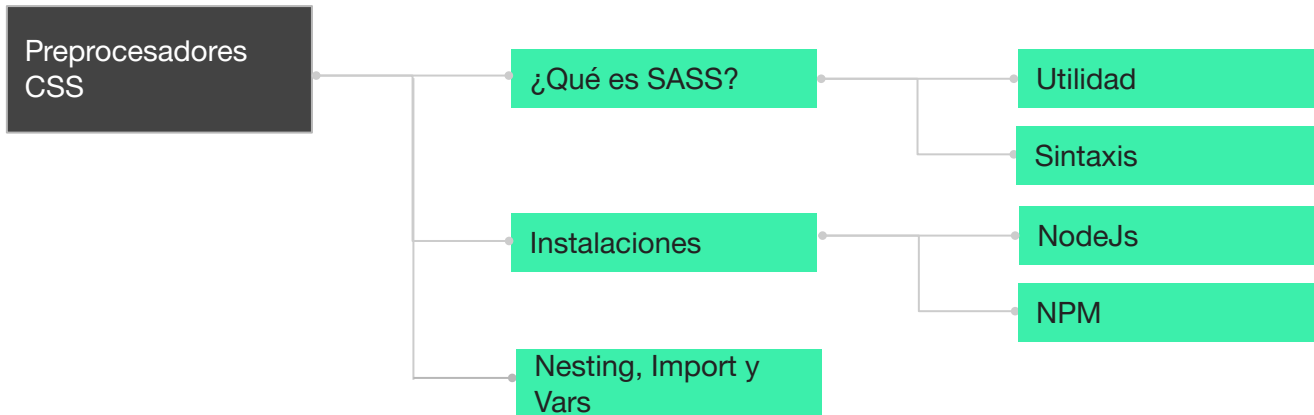 Preprocesadores
CSS
¿Qué es SASS?
Utilidad
Sintaxis
Instalaciones
NodeJs
NPM
Nesting, Import y
Vars